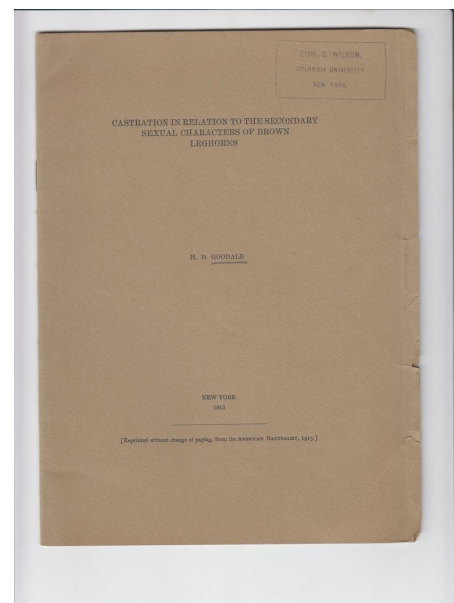 EDM. B. WILSON,
COLUMBIA UNIVERSITY
NEW YORK.
CASTRATION IN RELATION TO THE SECONDARY
SEXUAL CHARACTERS OF BROWN
LEGHORNS
H. D. GOODALE
NEW YORK
1913
[Reprinted without change of paging, from the AMERICAN NATURALIST, 1913.]